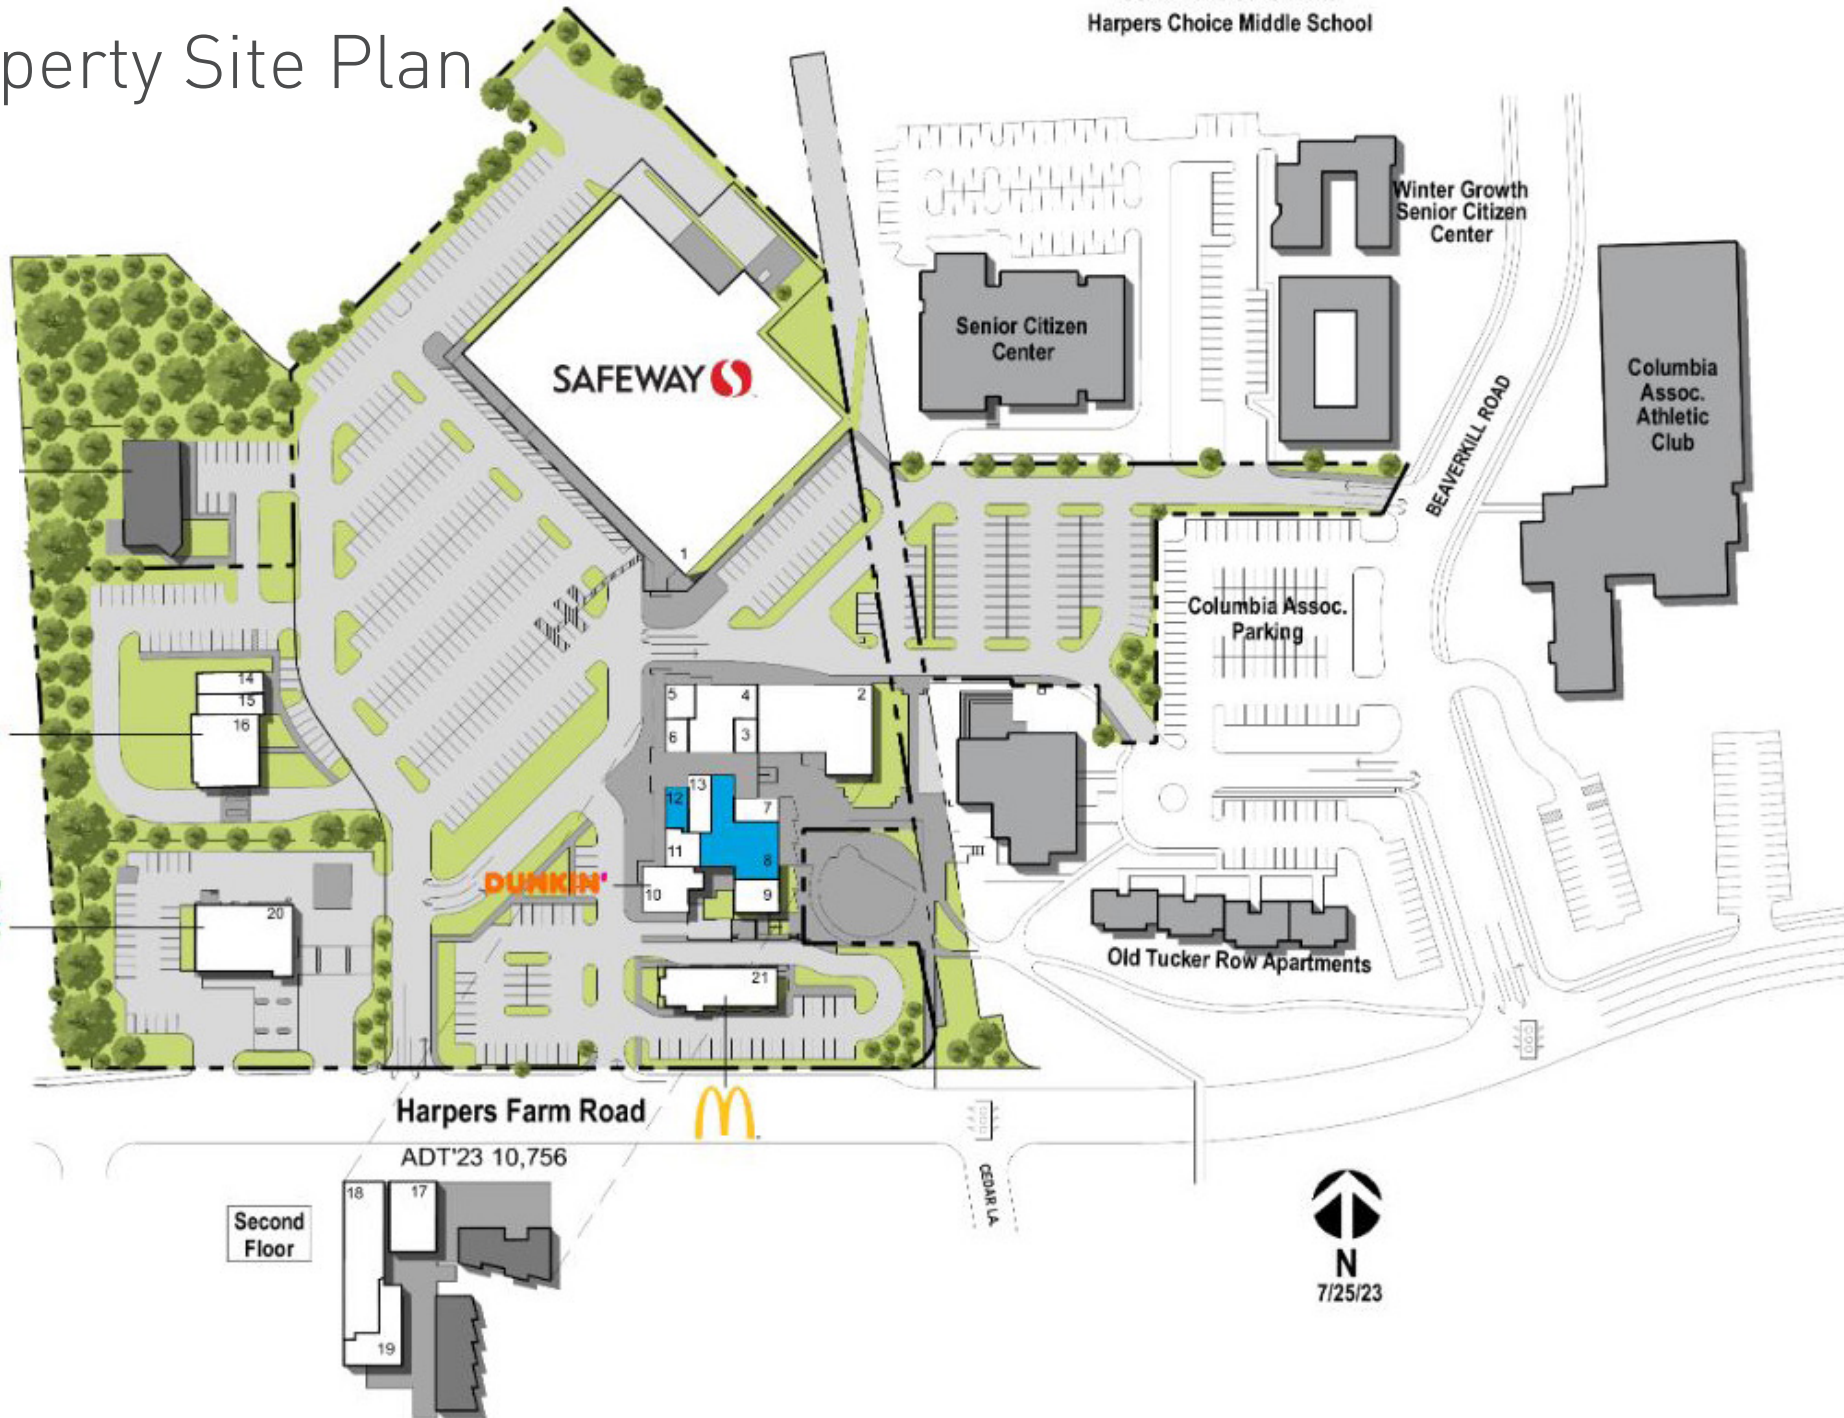 perty Site Plan
Harpers Choice Middle School
Winter Growth
Senior Citizen
Center
Senior Citizen
Center
SAFEWAY
Columbia
Assoc.
Athletic
Club
BEAVERKILL ROAD
1
Columbia Assoc.
Parking
14
15
16
5
4
2
6
3
13
12
7
11
8
DUNKIN'
10
9
20
21
Old Tucker Row Apartments
Harpers Farm Road
ADT'23 10,756
CEDAR LA.
18
17
Second
Floor
19
N
7/25/23